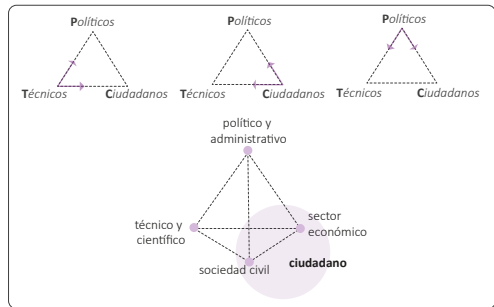 Políticos
Técnicos
Ciudadanos
Políticos
Técnicos
Ciudadanos
Políticos
Técnicos
Ciudadanos
político y
administrativo
técnico y
científico
sector
económico
sociedad civil
ciudadano